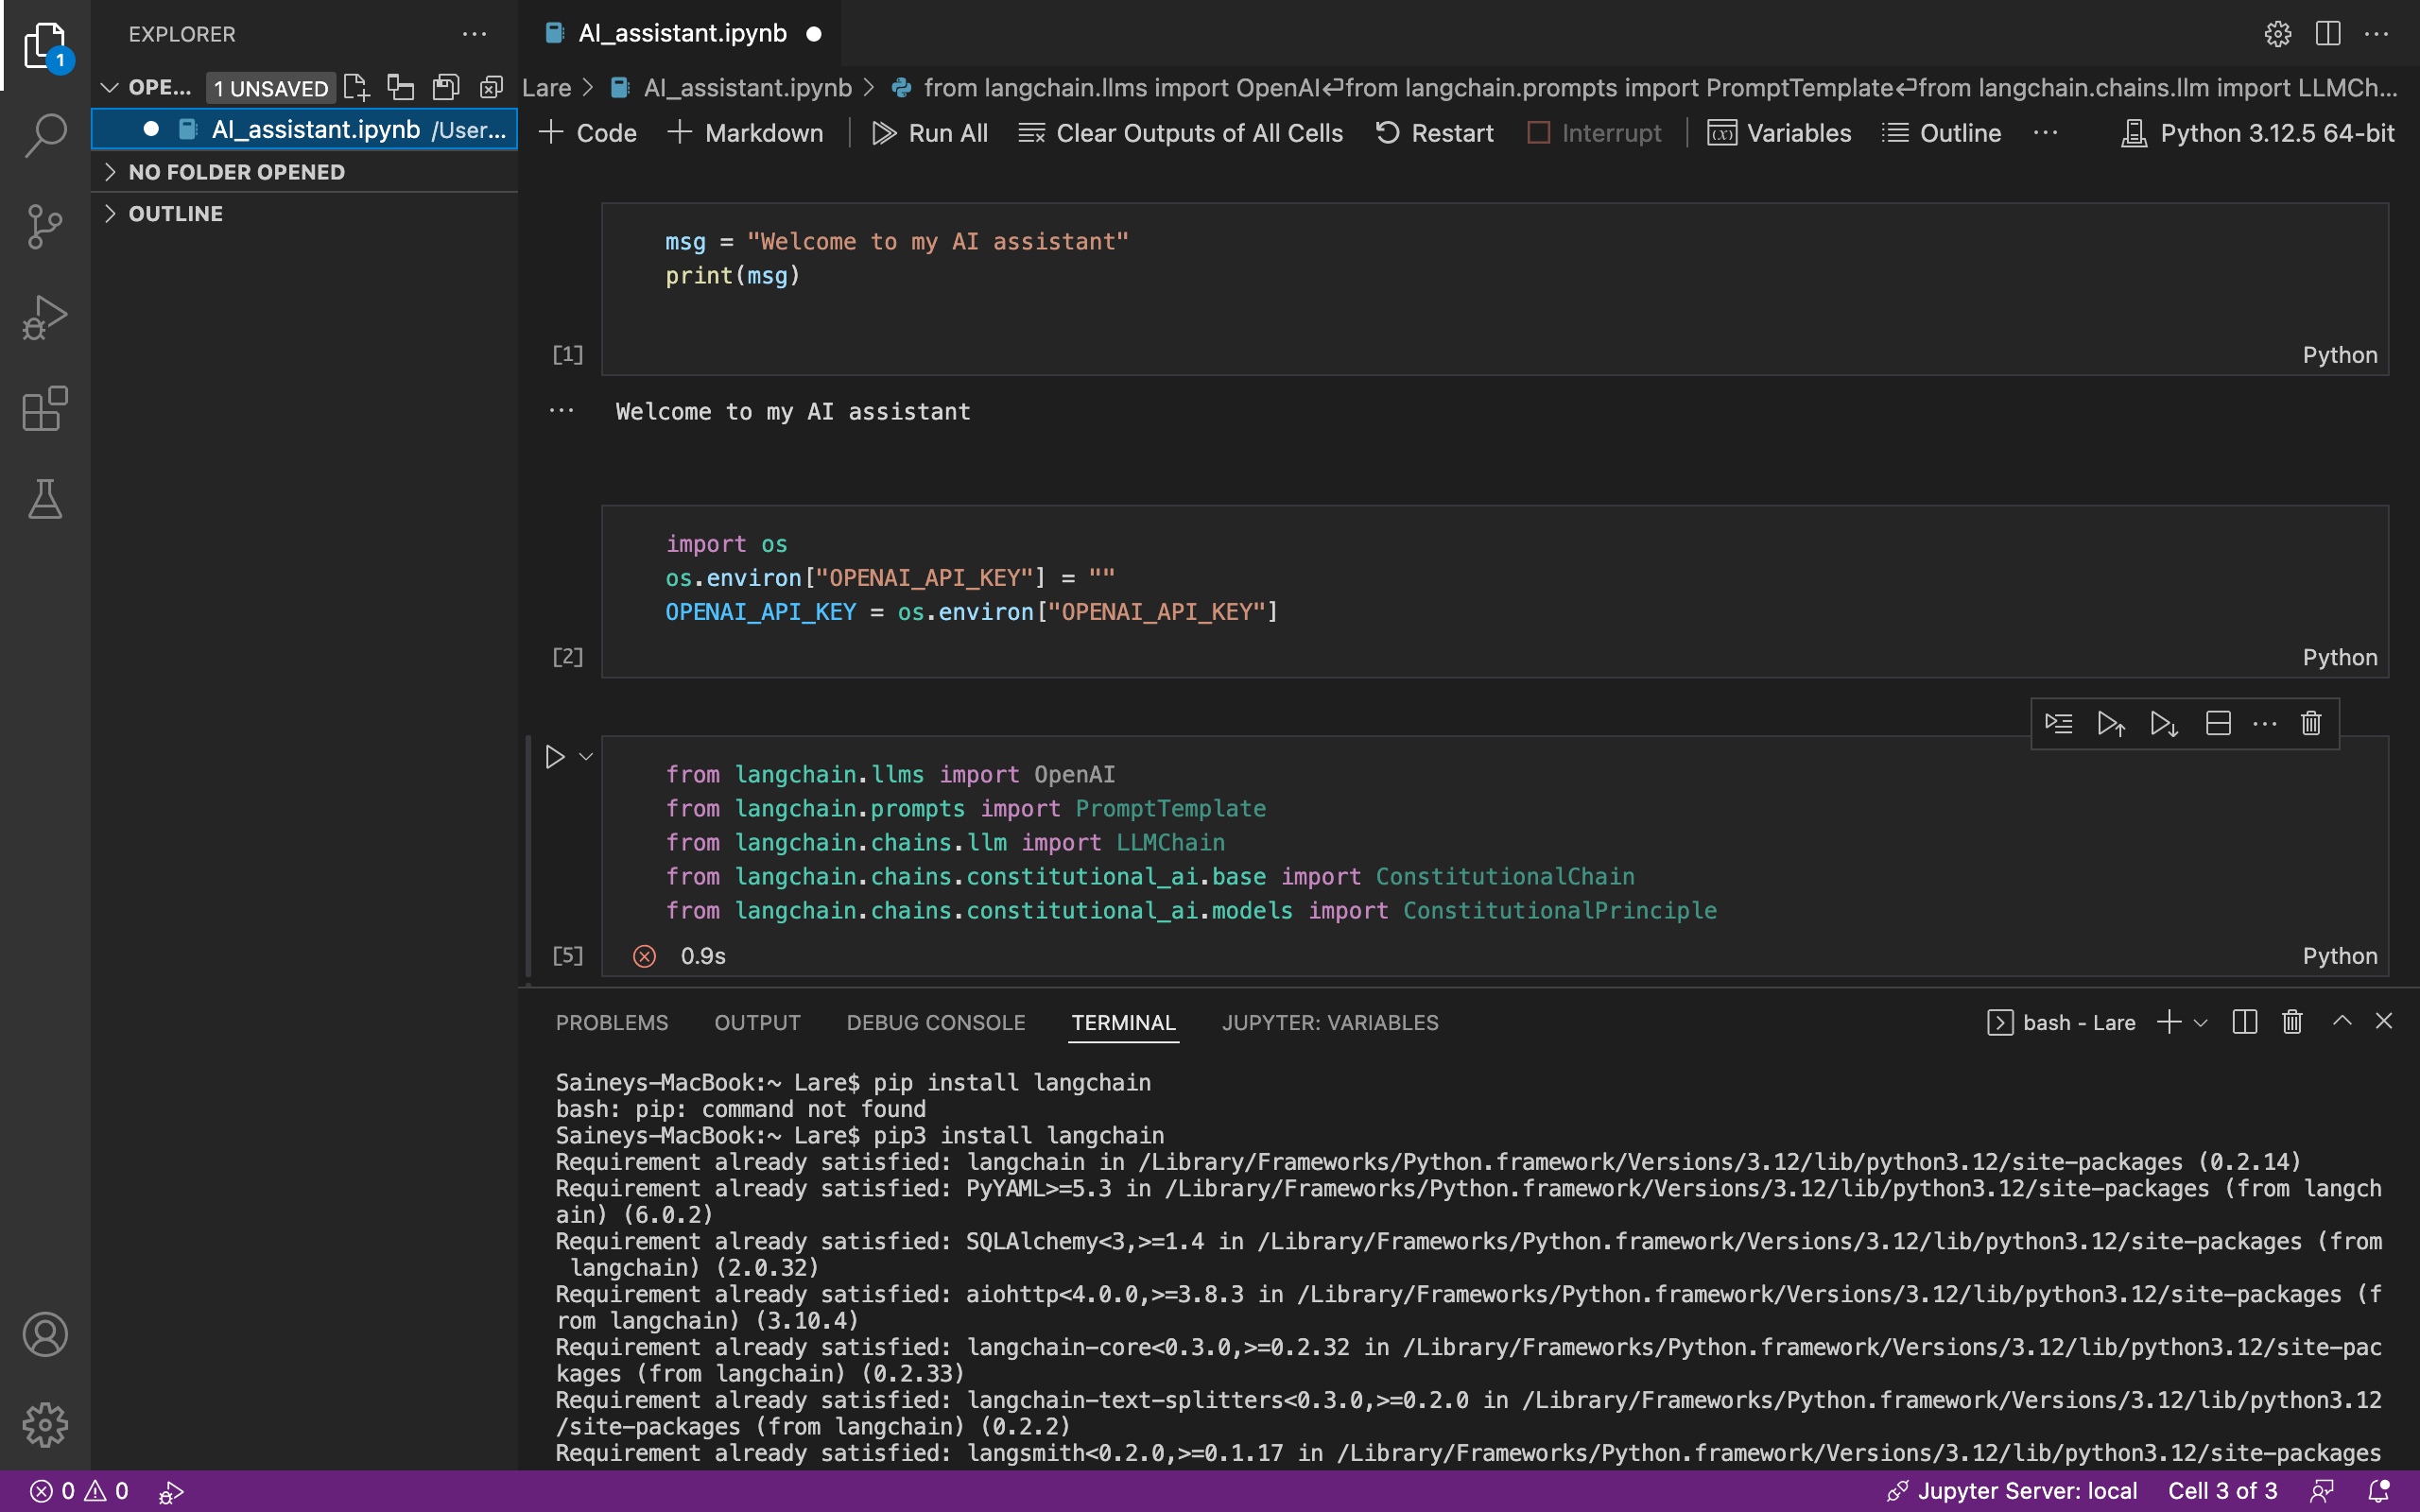 EXPLORER
OPE... 1 UNSAVED
AI_assistant.ipynb /User...
NO FOLDER OPENED
OUTLINE
AI_assistant.ipynb
Lare > AI_assistant.ipynb > from langchain.llms import OpenAI⏎from langchain.prompts import PromptTemplate⏎from langchain.chains.llm import LLMCh...
+ Code + Markdown Run All Clear Outputs of All Cells Restart Interrupt Variables Outline ... Python 3.12.5 64-bit
msg = "Welcome to my AI assistant"
print(msg)
[1] Python
... Welcome to my AI assistant
import os
os.environ["OPENAI_API_KEY"] = ""
OPENAI_API_KEY = os.environ["OPENAI_API_KEY"]
[2] Python
from langchain.llms import OpenAI
from langchain.prompts import PromptTemplate
from langchain.chains.llm import LLMChain
from langchain.chains.constitutional_ai.base import ConstitutionalChain
from langchain.chains.constitutional_ai.models import ConstitutionalPrinciple
[5] 0.9s Python
PROBLEMS OUTPUT DEBUG CONSOLE TERMINAL JUPYTER: VARIABLES bash - Lare
Saineys-MacBook:~ Lare$ pip install langchain
bash: pip: command not found
Saineys-MacBook:~ Lare$ pip3 install langchain
Requirement already satisfied: langchain in /Library/Frameworks/Python.framework/Versions/3.12/lib/python3.12/site-packages (0.2.14)
Requirement already satisfied: PyYAML>=5.3 in /Library/Frameworks/Python.framework/Versions/3.12/lib/python3.12/site-packages (from langch
ain) (6.0.2)
Requirement already satisfied: SQLAlchemy<3,>=1.4 in /Library/Frameworks/Python.framework/Versions/3.12/lib/python3.12/site-packages (from
langchain) (2.0.32)
Requirement already satisfied: aiohttp<4.0.0,>=3.8.3 in /Library/Frameworks/Python.framework/Versions/3.12/lib/python3.12/site-packages (f
rom langchain) (3.10.4)
Requirement already satisfied: langchain-core<0.3.0,>=0.2.32 in /Library/Frameworks/Python.framework/Versions/3.12/lib/python3.12/site-pac
kages (from langchain) (0.2.33)
Requirement already satisfied: langchain-text-splitters<0.3.0,>=0.2.0 in /Library/Frameworks/Python.framework/Versions/3.12/lib/python3.12
/site-packages (from langchain) (0.2.2)
Requirement already satisfied: langsmith<0.2.0,>=0.1.17 in /Library/Frameworks/Python.framework/Versions/3.12/lib/python3.12/site-packages
0 0 Jupyter Server: local Cell 3 of 3
1